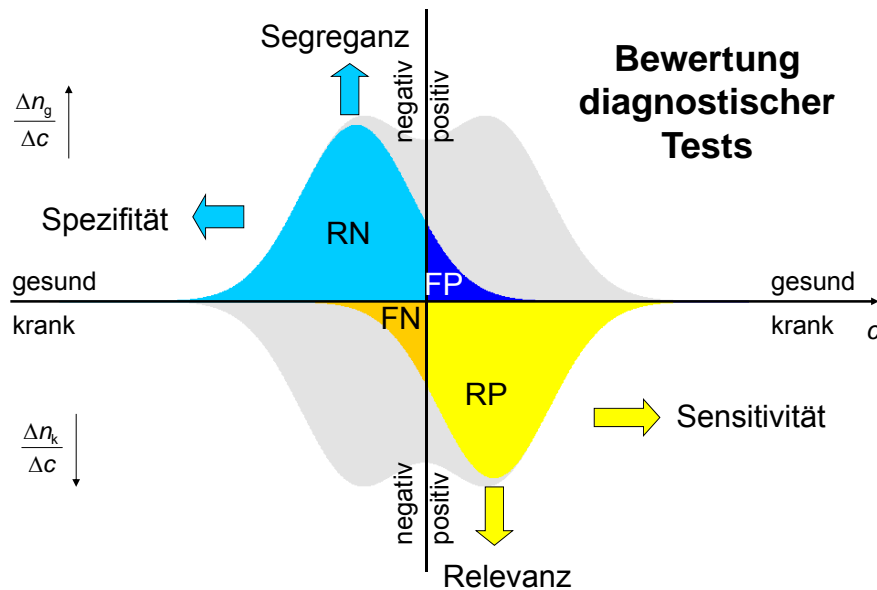 Segreganz
Bewertung
diagnostischer
Tests
negativ
positiv
Δn_g
Δc
Spezifität
RN
FP
gesund
gesund
krank
FN
krank
c
RP
Sensitivität
Δn_k
Δc
negativ
positiv
Relevanz